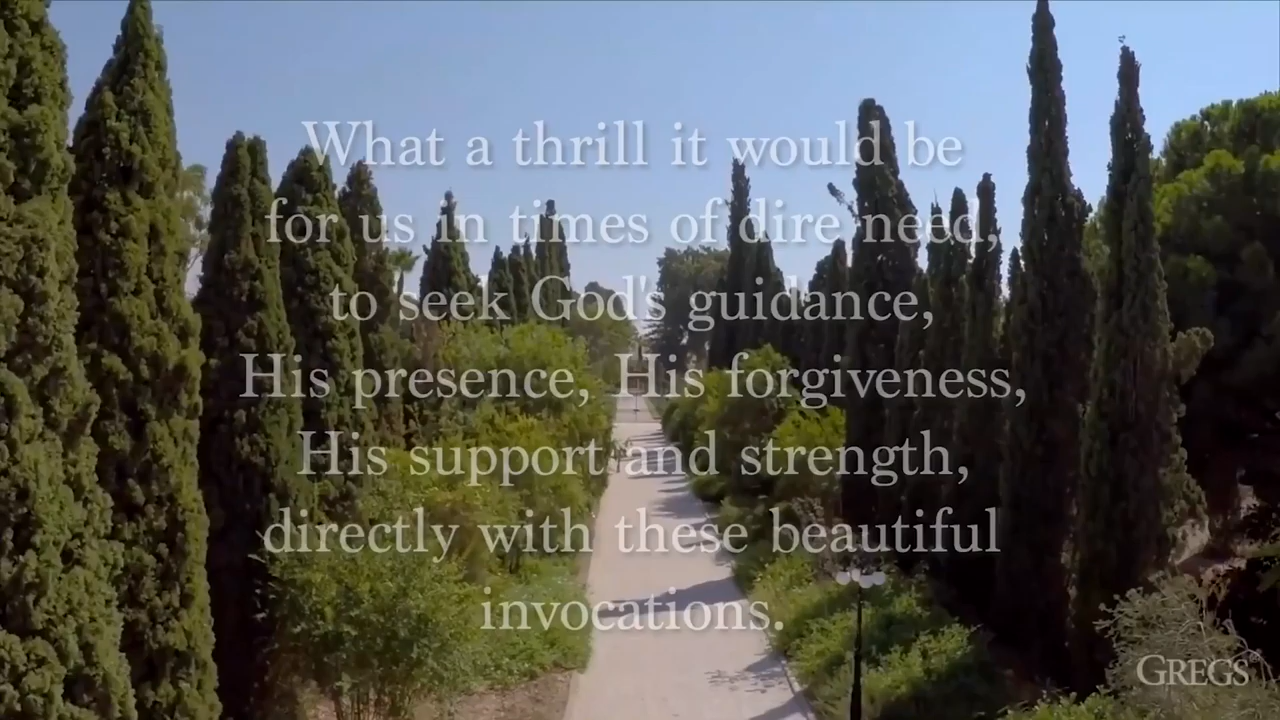 What a thrill it would be
for us in times of dire need,
to seek God's guidance,
His presence, His forgiveness,
His support and strength,
directly with these beautiful
invocations.
GREGS